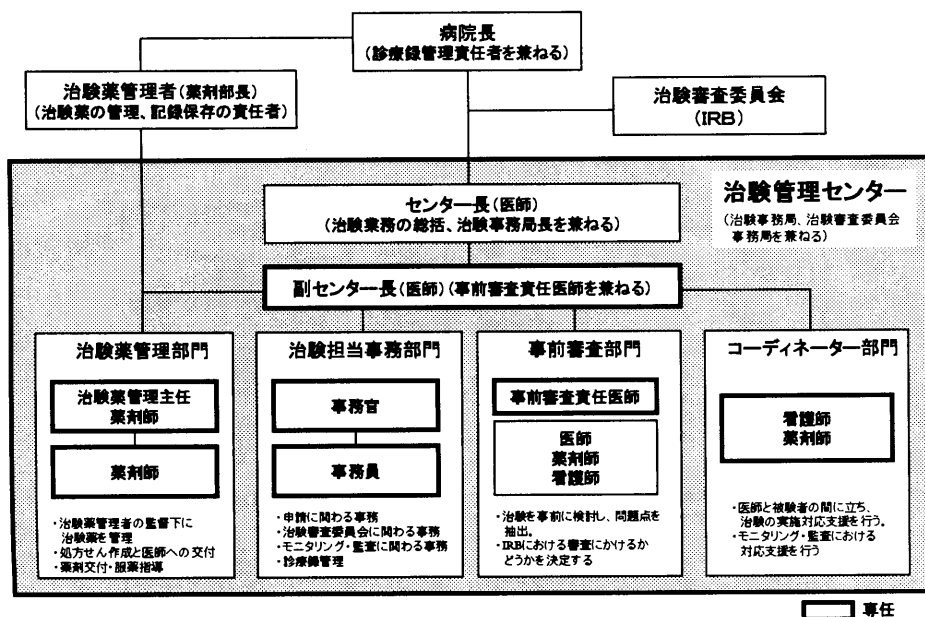 病院長
(診療録管理責任者を兼ねる)
治験薬管理者(薬剤部長)
(治験薬の管理、記録保存の責任者)
治験審査委員会
(IRB)
治験管理センター
(治験事務局、治験審査委員会
事務局を兼ねる)
センター長(医師)
(治験業務の総括、治験事務局長を兼ねる)
副センター長(医師)(事前審査責任医師を兼ねる)
治験薬管理部門
治験薬管理主任
薬剤師
薬剤師
・治験薬管理者の監督下に
治験薬を管理
・処方せん作成と医師への交付
・薬剤交付・服薬指導
治験担当事務部門
事務官
事務員
・申請に関わる事務
・治験審査委員会に関わる事務
・モニタリング・監査に関わる事務
・診療録管理
事前審査部門
事前審査責任医師
医師
薬剤師
看護師
・治験を事前に検討し、問題点を
抽出。
・IRBにおける審査にかけるか
どうかを決定する
コーディネーター部門
看護師
薬剤師
・医師と被験者の間に立ち、
治験の実施対応支援を行う。
・モニタリング・監査における
対応支援を行う
専任